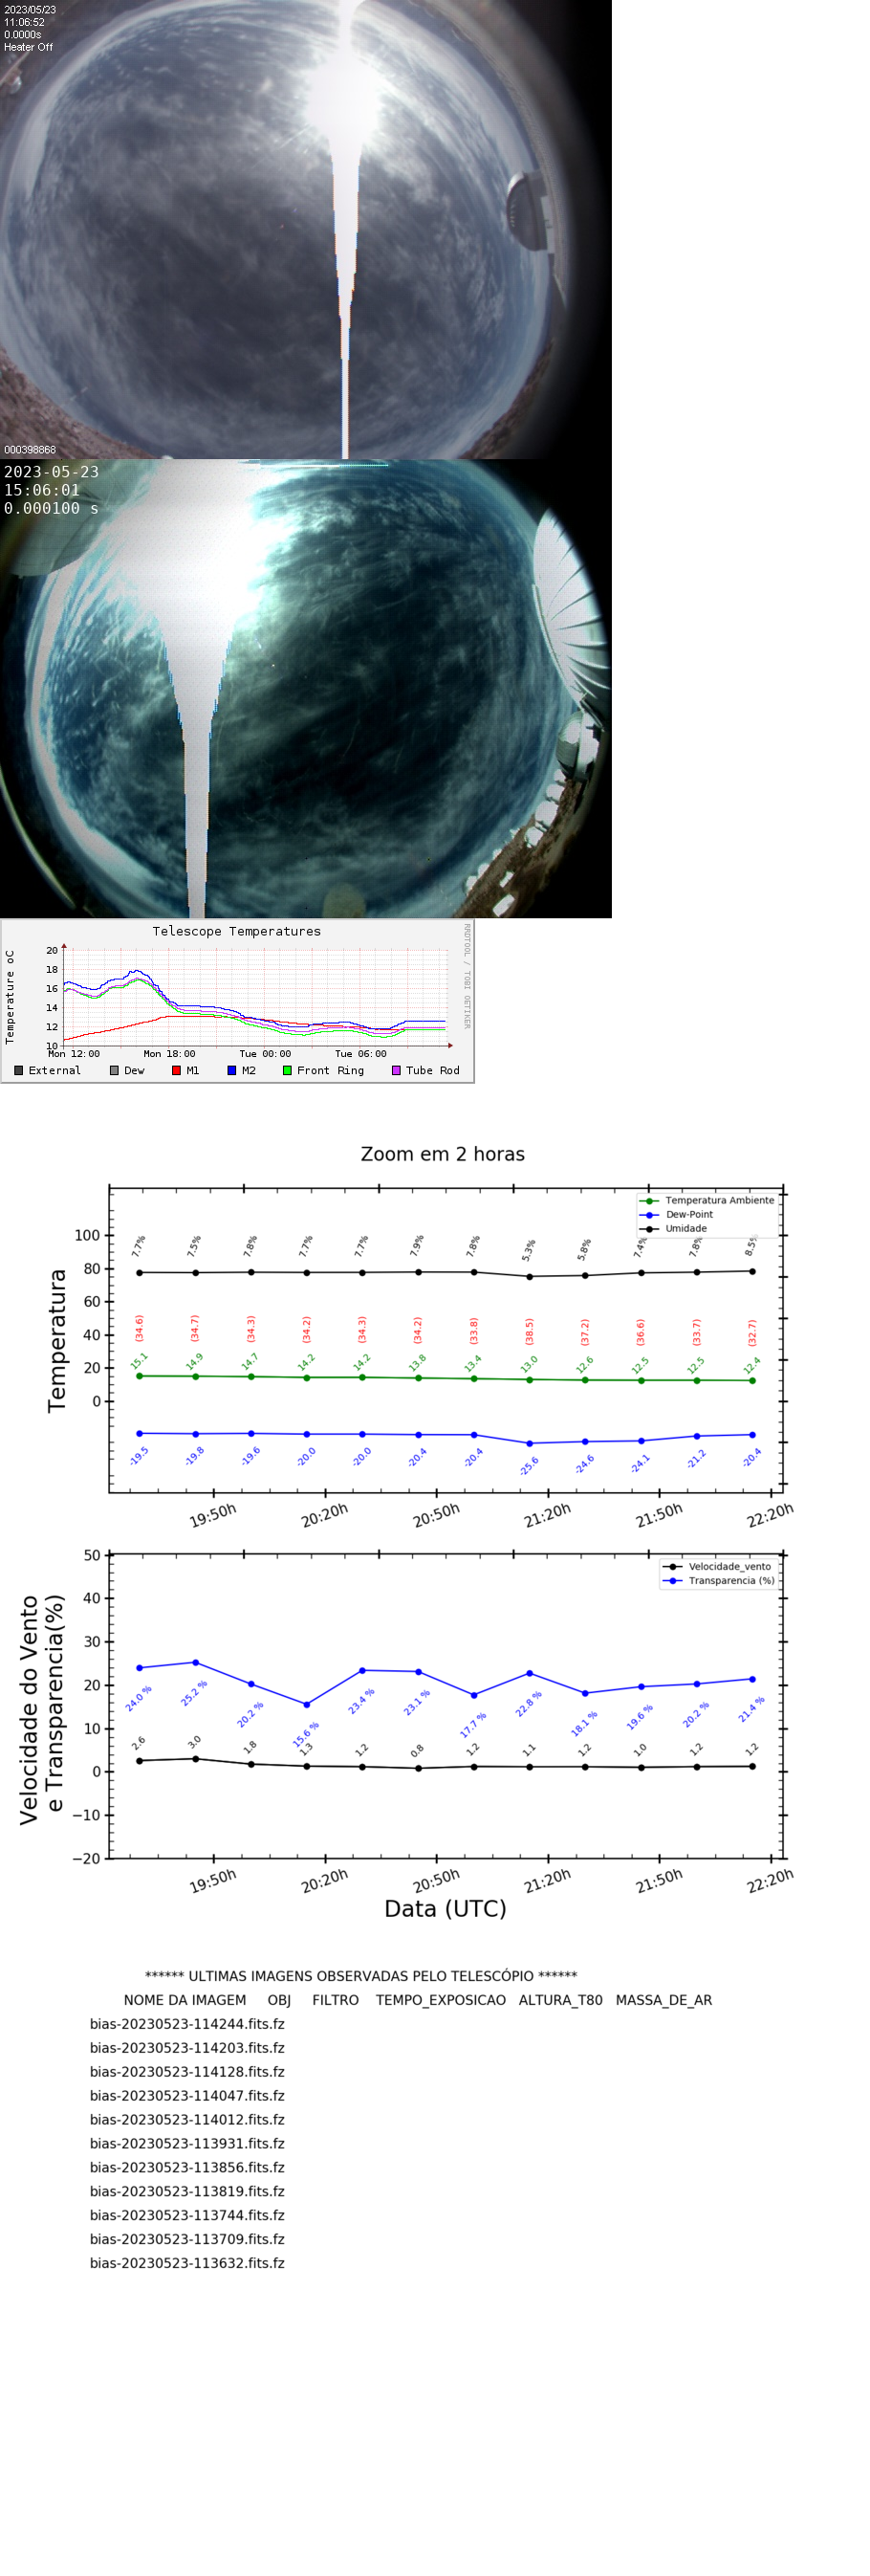 2023/05/23
11:06:52
0.0000s
Heater Off
000398868
2023-05-23
15:06:01
0.000100 s
Telescope Temperatures
RRDTOOL / TOBI OETIKER
Temperature oC
20
18
16
14
12
10
Mon 12:00 Mon 18:00 Tue 00:00 Tue 06:00
External Dew M1 M2 Front Ring Tube Rod
Zoom em 2 horas
Temperatura Ambiente
Dew-Point
Umidade
Temperatura
100
80
60
40
20
0
7.7% 7.5% 7.8% 7.7% 7.7% 7.9% 7.8% 5.3% 5.8% 7.4% 7.8% 8.5%
(34.6) (34.7) (34.3) (34.2) (34.3) (34.2) (33.8) (38.5) (37.2) (36.6) (33.7) (32.7)
15.1 14.9 14.7 14.2 14.2 13.8 13.4 13.0 12.6 12.5 12.5 12.4
-19.5 -19.8 -19.6 -20.0 -20.0 -20.4 -20.4 -25.6 -24.6 -24.1 -21.2 -20.4
19:50h 20:20h 20:50h 21:20h 21:50h 22:20h
Velocidade_vento
Transparencia (%)
Velocidade do Vento
e Transparencia(%)
50
40
30
20
10
0
−10
−20
24.0 % 25.2 % 20.2 % 15.6 % 23.4 % 23.1 % 17.7 % 22.8 % 18.1 % 19.6 % 20.2 % 21.4 %
2.6 3.0 1.8 1.3 1.2 0.8 1.2 1.1 1.2 1.0 1.2 1.2
19:50h 20:20h 20:50h 21:20h 21:50h 22:20h
Data (UTC)
****** ULTIMAS IMAGENS OBSERVADAS PELO TELESCÓPIO ******
NOME DA IMAGEM OBJ FILTRO TEMPO_EXPOSICAO ALTURA_T80 MASSA_DE_AR
bias-20230523-114244.fits.fz
bias-20230523-114203.fits.fz
bias-20230523-114128.fits.fz
bias-20230523-114047.fits.fz
bias-20230523-114012.fits.fz
bias-20230523-113931.fits.fz
bias-20230523-113856.fits.fz
bias-20230523-113819.fits.fz
bias-20230523-113744.fits.fz
bias-20230523-113709.fits.fz
bias-20230523-113632.fits.fz